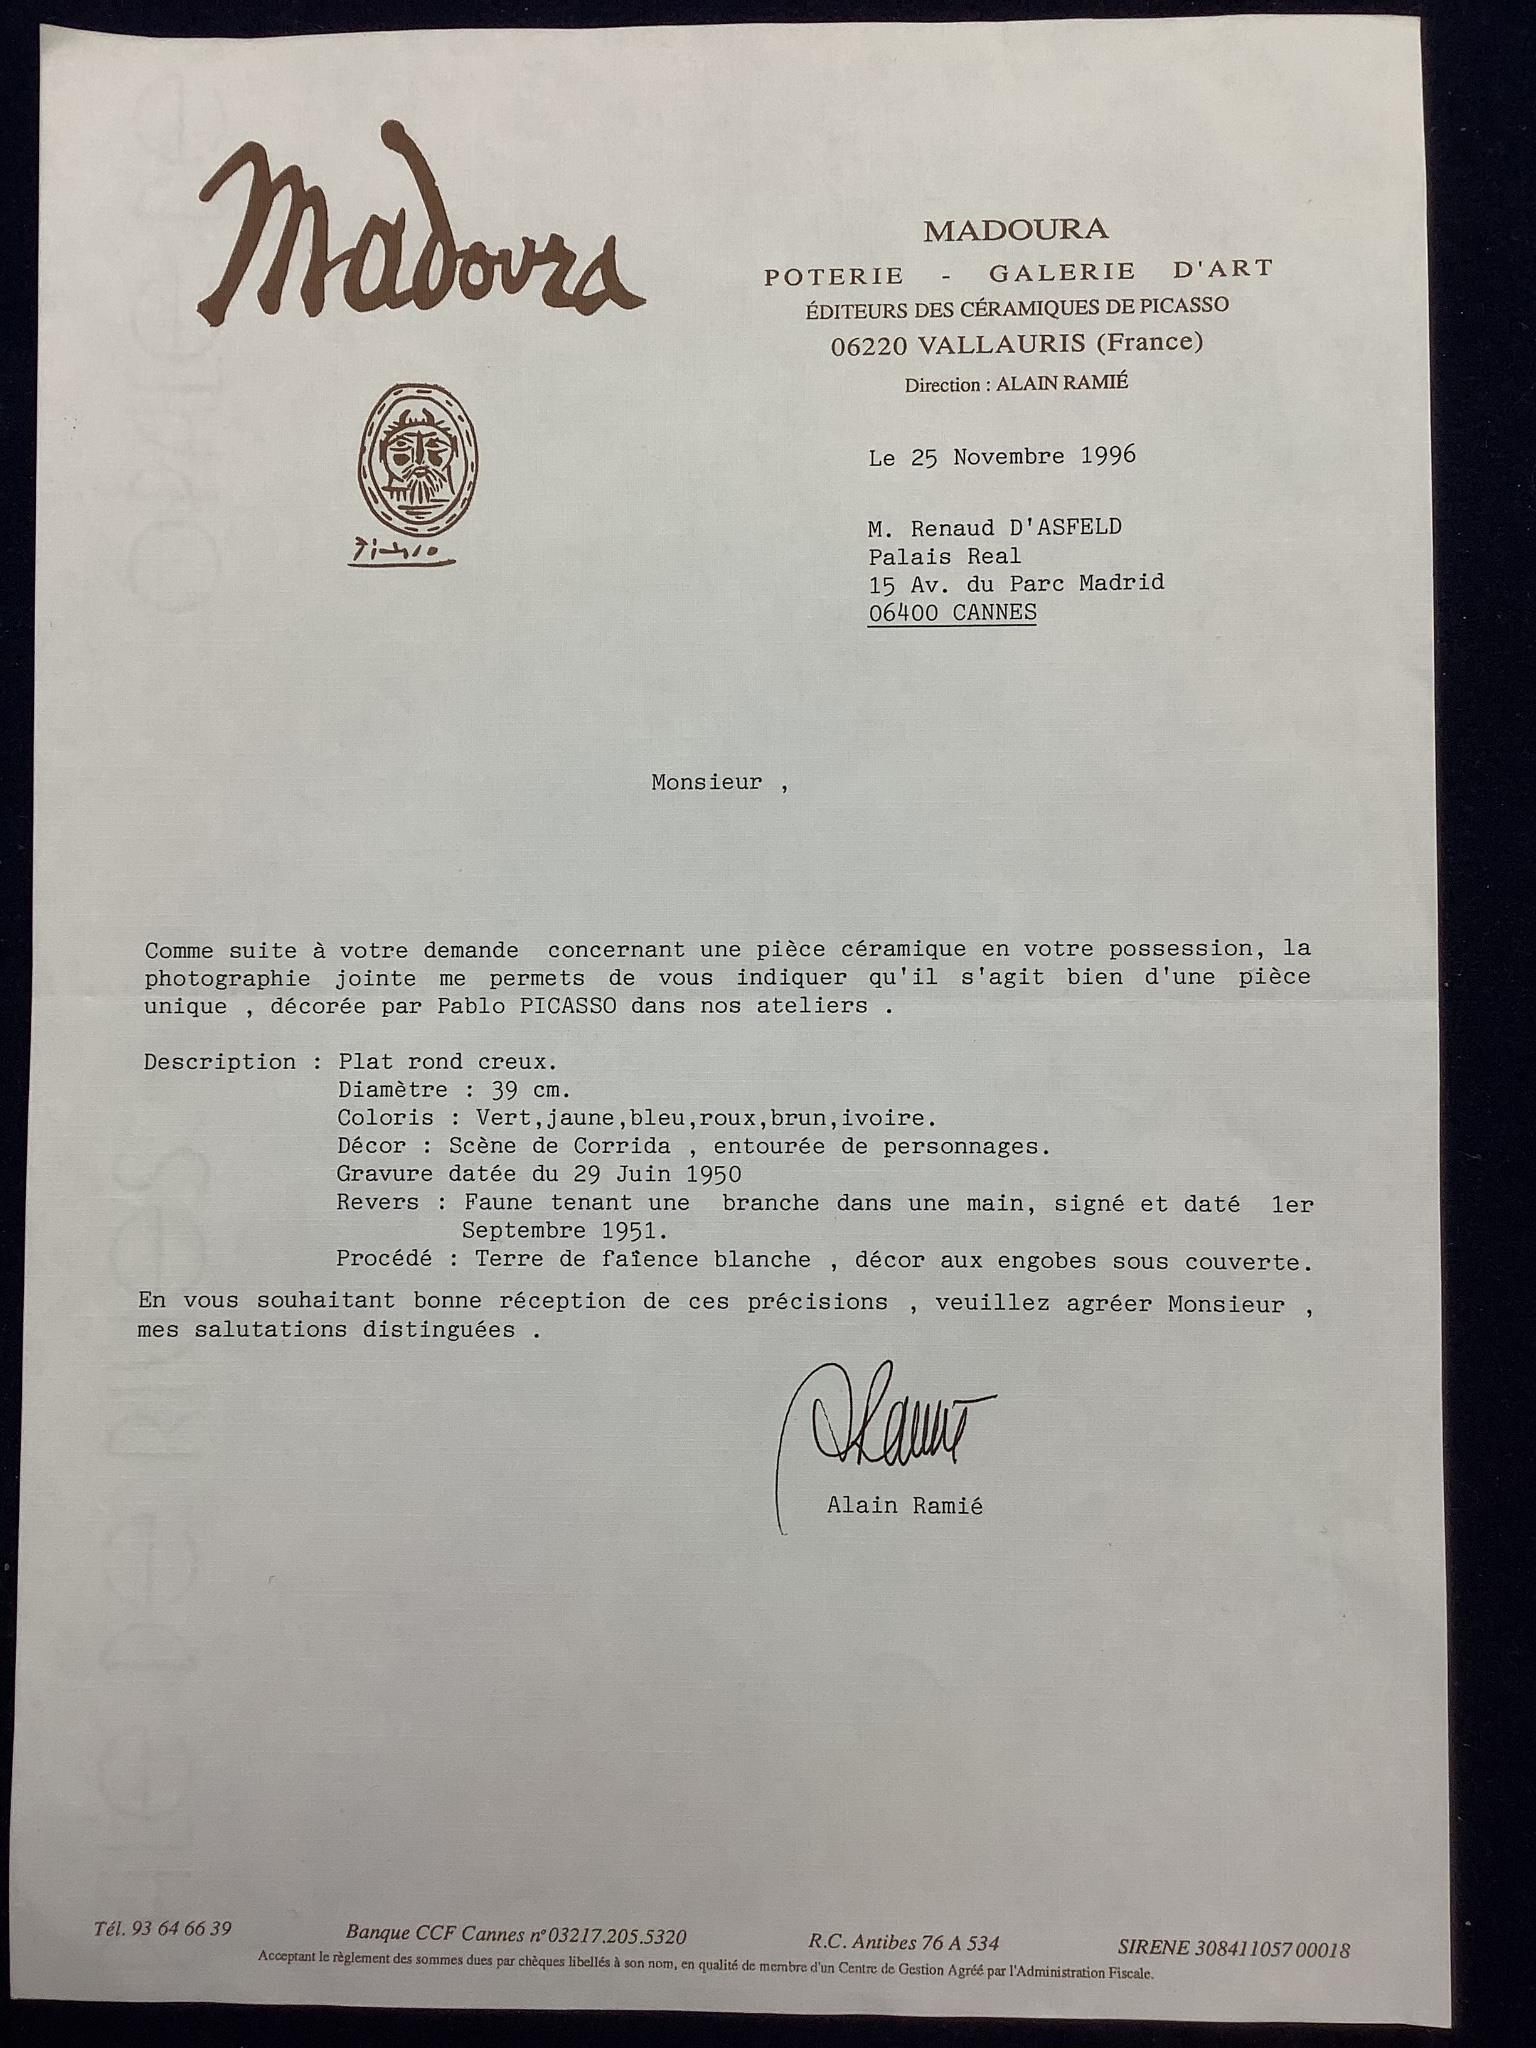 Madoura
MADOURA
POTERIE - GALERIE D'ART
ÉDITEURS DES CÉRAMIQUES DE PICASSO
06220 VALLAURIS (France)
Direction : ALAIN RAMIÉ
Picasso
Le 25 Novembre 1996
M. Renaud D'ASFELD
Palais Real
15 Av. du Parc Madrid
06400 CANNES
Monsieur ,
Comme suite à votre demande concernant une pièce céramique en votre possession, la
photographie jointe me permets de vous indiquer qu'il s'agit bien d'une pièce
unique , décorée par Pablo PICASSO dans nos ateliers .
Description : Plat rond creux.
Diamètre : 39 cm.
Coloris : Vert,jaune,bleu,roux,brun,ivoire.
Décor : Scène de Corrida , entourée de personnages.
Gravure datée du 29 Juin 1950
Revers : Faune tenant une branche dans une main, signé et daté 1er
Septembre 1951.
Procédé : Terre de faîence blanche , décor aux engobes sous couverte.
En vous souhaitant bonne réception de ces précisions , veuillez agréer Monsieur ,
mes salutations distinguées .
ARamié
Alain Ramié
Tél. 93 64 66 39
Banque CCF Cannes n° 03217.205.5320
R.C. Antibes 76 A 534
SIRENE 308411057 00018
Acceptant le règlement des sommes dues par chèques libellés à son nom, en qualité de membre d'un Centre de Gestion Agréé par l'Administration Fiscale.